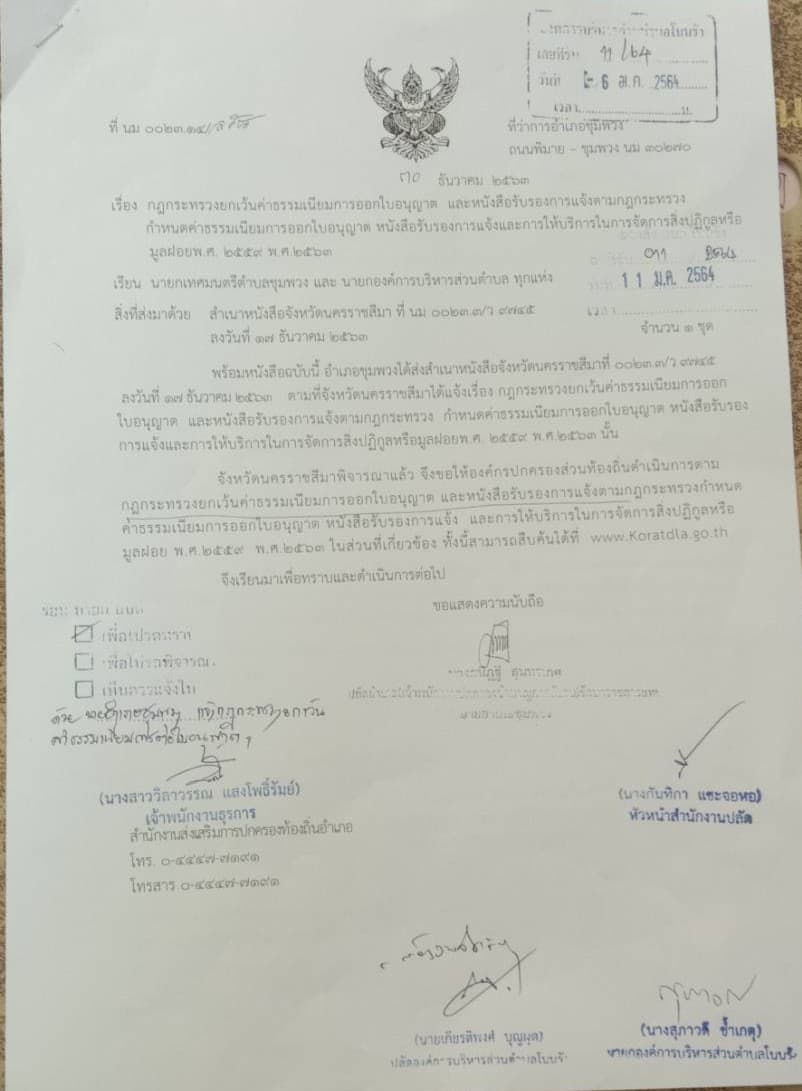 เลขที่รับ ๑๑/๖๔
วันที่ - 6 ม.ค. 2564
เวลา....................น.
ที่ นม ๐๐๒๓.๑๔/
ที่ว่าการอำเภอชุมพวง
ถนนพิมาย - ชุมพวง นม ๓๐๒๗๐
๓๐ ธันวาคม ๒๕๖๓
เรื่อง กฎกระทรวงยกเว้นค่าธรรมเนียมการออกใบอนุญาต และหนังสือรับรองการแจ้งตามกฎกระทรวง
กำหนดค่าธรรมเนียมการออกใบอนุญาต หนังสือรับรองการแจ้งและการให้บริการในการจัดการสิ่งปฏิกูลหรือ
มูลฝอยพ.ศ. ๒๕๕๙ พ.ศ.๒๕๖๓
เรียน นายกเทศมนตรีตำบลชุมพวง และ นายกองค์การบริหารส่วนตำบล ทุกแห่ง
1 1 ม.ค. 2564
สิ่งที่ส่งมาด้วย สำเนาหนังสือจังหวัดนครราชสีมา ที่ นม ๐๐๒๓.๓/ว ๙๗๔๕
เวลา
ลงวันที่ ๑๗ ธันวาคม ๒๕๖๓
จำนวน ๑ ชุด
พร้อมหนังสือฉบับนี้ อำเภอชุมพวงได้ส่งสำเนาหนังสือจังหวัดนครราชสีมาที่ ๐๐๒๓.๓/ว ๙๗๔๕
ลงวันที่ ๑๗ ธันวาคม ๒๕๖๓ ตามที่จังหวัดนครราชสีมาได้แจ้งเรื่อง กฎกระทรวงยกเว้นค่าธรรมเนียมการออก
ใบอนุญาต และหนังสือรับรองการแจ้งตามกฎกระทรวง กำหนดค่าธรรมเนียมการออกใบอนุญาต หนังสือรับรอง
การแจ้งและการให้บริการในการจัดการสิ่งปฏิกูลหรือมูลฝอยพ.ศ. ๒๕๕๙ พ.ศ.๒๕๖๓ นั้น
จังหวัดนครราชสีมาพิจารณาแล้ว จึงขอให้องค์กรปกครองส่วนท้องถิ่นดำเนินการตาม
กฎกระทรวงยกเว้นค่าธรรมเนียมการออกใบอนุญาต และหนังสือรับรองการแจ้งตามกฎกระทรวงกำหนด
ค่าธรรมเนียมการออกใบอนุญาต หนังสือรับรองการแจ้ง และการให้บริการในการจัดการสิ่งปฏิกูลหรือ
มูลฝอย พ.ศ.๒๕๕๙ พ.ศ.๒๕๖๓ ในส่วนที่เกี่ยวข้อง ทั้งนี้สามารถสืบค้นได้ที่ www.Koratdla.go.th
จึงเรียนมาเพื่อทราบและดำเนินการต่อไป
ขอแสดงความนับถือ
เพื่อโปรดทราบ
เพื่อโปรดพิจารณา
(นางสาววิลาวรรณ แสงโพธิ์รัมย์)
เจ้าพนักงานธุรการ
(นางกันทิกา แซะจอหอ)
หัวหน้าสำนักงานปลัด
สำนักงานส่งเสริมการปกครองท้องถิ่นอำเภอ
โทร. ๐-๔๔๔๗-๗๑๙๑
โทรสาร ๐-๔๔๔๗-๗๑๙๑
(นายเกียรติพงศ์ บุญผุด)
ปลัดองค์การบริหารส่วนตำบลโนนรัง
(นางสุภาวดี ช้ำเกตุ)
นายกองค์การบริหารส่วนตำบลโนนรัง